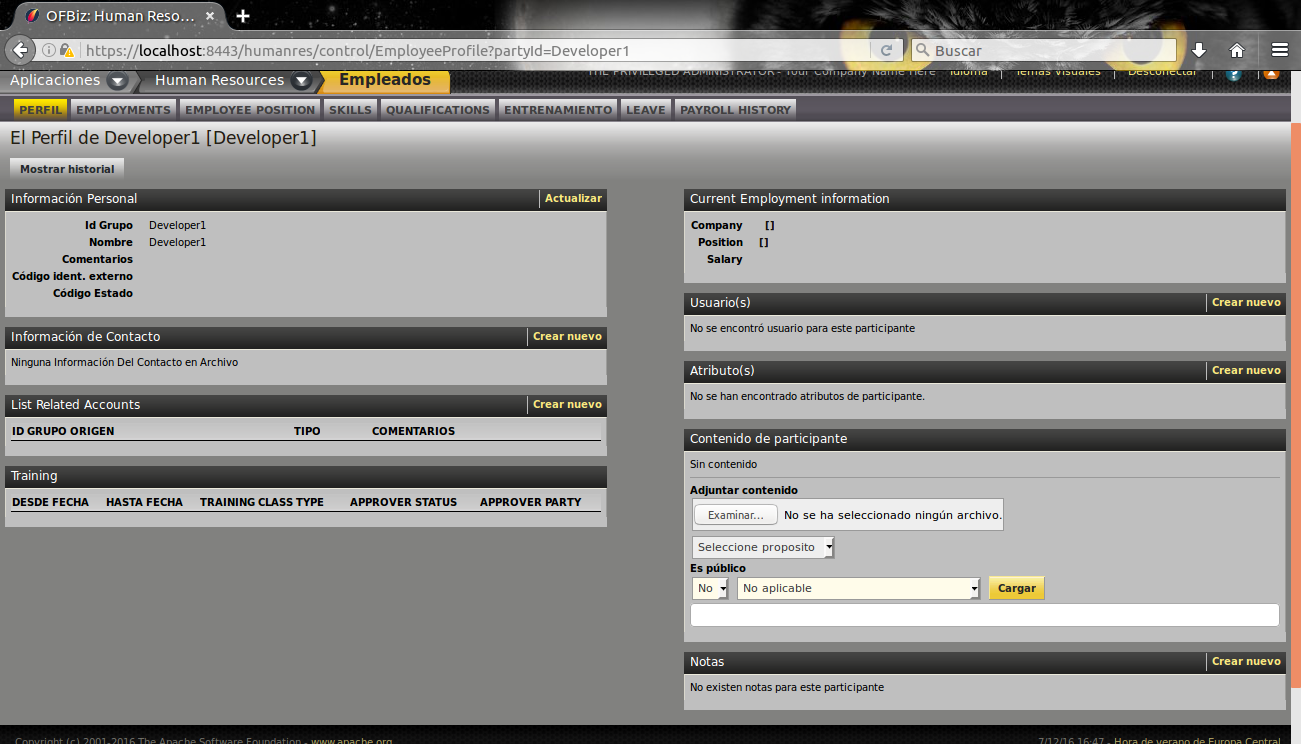 OFBiz: Human Reso... ×
https://localhost:8443/humanres/control/EmployeeProfile?partyId=Developer1
Buscar
Aplicaciones Human Resources Empleados
THE PRIVILEGED ADMINISTRATOR - Your Company Name Here Idioma Temas Visuales Desconectar
PERFIL EMPLOYMENTS EMPLOYEE POSITION SKILLS QUALIFICATIONS ENTRENAMIENTO LEAVE PAYROLL HISTORY
El Perfil de Developer1 [Developer1]
Mostrar historial
Información Personal Actualizar
Id Grupo Developer1
Nombre Developer1
Comentarios
Código ident. externo
Código Estado
Información de Contacto Crear nuevo
Ninguna Información Del Contacto en Archivo
List Related Accounts Crear nuevo
ID GRUPO ORIGEN TIPO COMENTARIOS
Training
DESDE FECHA HASTA FECHA TRAINING CLASS TYPE APPROVER STATUS APPROVER PARTY
Current Employment information
Company []
Position []
Salary
Usuario(s) Crear nuevo
No se encontró usuario para este participante
Atributo(s) Crear nuevo
No se han encontrado atributos de participante.
Contenido de participante
Sin contenido
Adjuntar contenido
Examinar... No se ha seleccionado ningún archivo.
Seleccione proposito
Es público
No No aplicable Cargar
Notas Crear nuevo
No existen notas para este participante
Copyright (c) 2001-2016 The Apache Software Foundation - www.apache.org
7/12/16 16:47 - Hora de verano de Europa Central